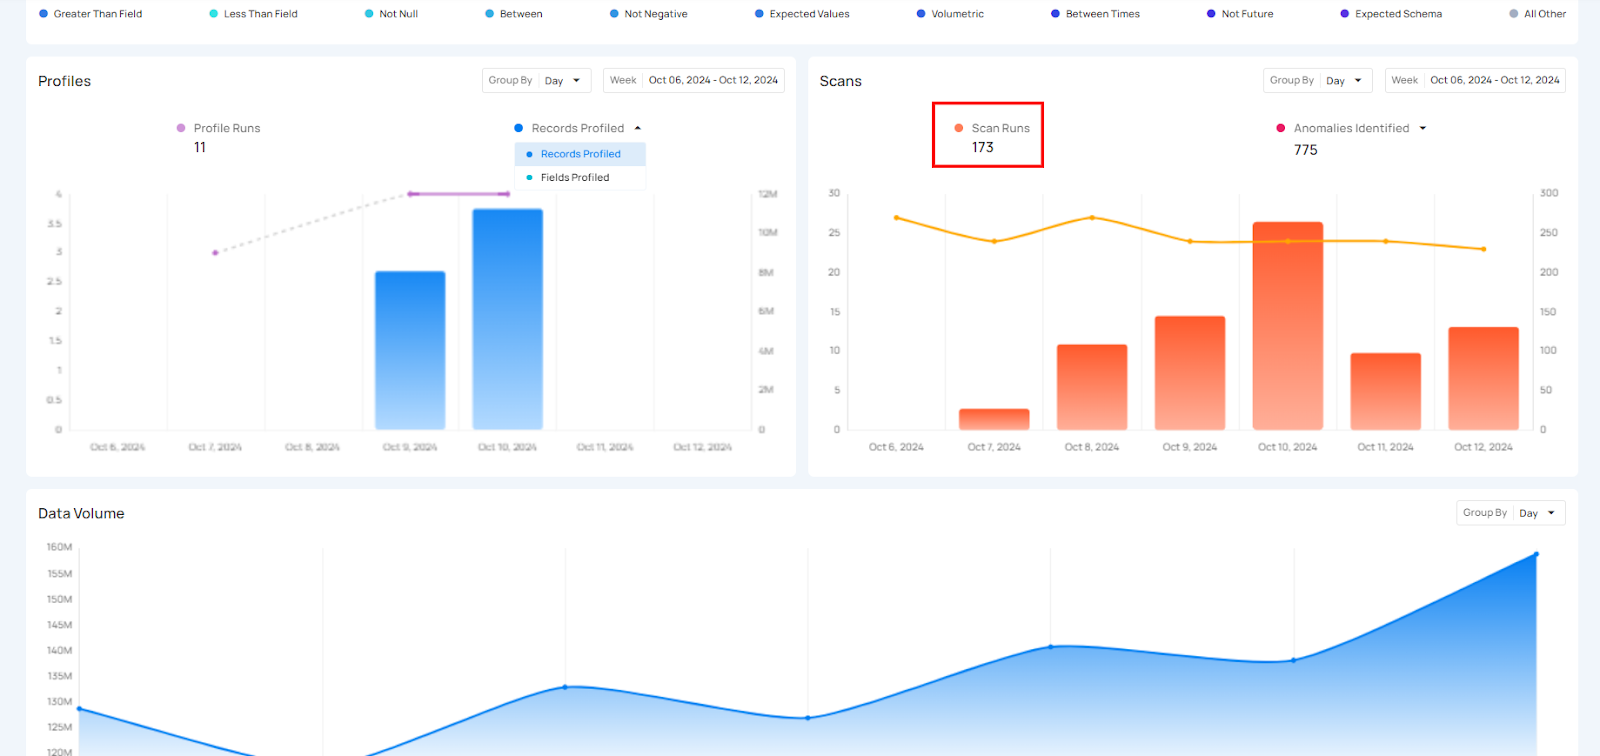 Greater Than Field Less Than Field Not Null Between Not Negative Expected Values Volumetric Between Times Not Future Expected Schema All Other
Profiles
Group By Day Week Oct 06, 2024 - Oct 12, 2024
Profile Runs
11
Records Profiled
Records Profiled
Fields Profiled
4
3.5
3
2.5
2
1.5
1
0.5
0
12M
10M
8M
6M
4M
2M
0
Oct 6, 2024 Oct 7, 2024 Oct 8, 2024 Oct 9, 2024 Oct 10, 2024 Oct 11, 2024 Oct 12, 2024
Scans
Group By Day Week Oct 06, 2024 - Oct 12, 2024
Scan Runs
173
Anomalies Identified
775
30
25
20
15
10
5
0
300
250
200
150
100
50
0
Oct 6, 2024 Oct 7, 2024 Oct 8, 2024 Oct 9, 2024 Oct 10, 2024 Oct 11, 2024 Oct 12, 2024
Data Volume
Group By Day
160M
155M
150M
145M
140M
135M
130M
125M
120M